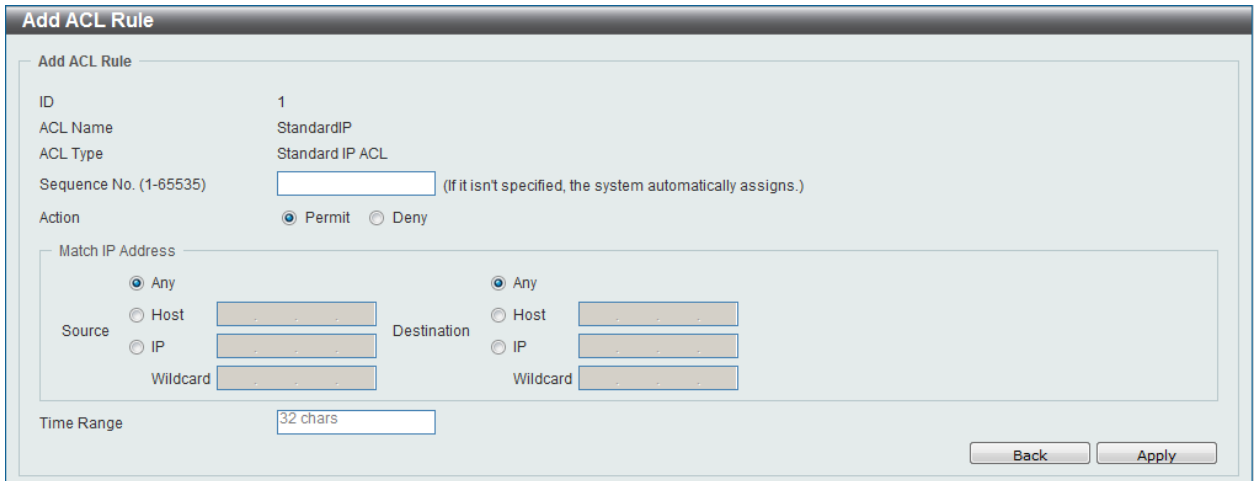 Add ACL Rule
Add ACL Rule
ID 1
ACL Name StandardIP
ACL Type Standard IP ACL
Sequence No. (1-65535) (If it isn't specified, the system automatically assigns.)
Action Permit Deny
Match IP Address
Any Any
Host . . . Host . . .
Source Destination
IP . . . IP . . .
Wildcard . . . Wildcard . . .
Time Range 32 chars
Back Apply